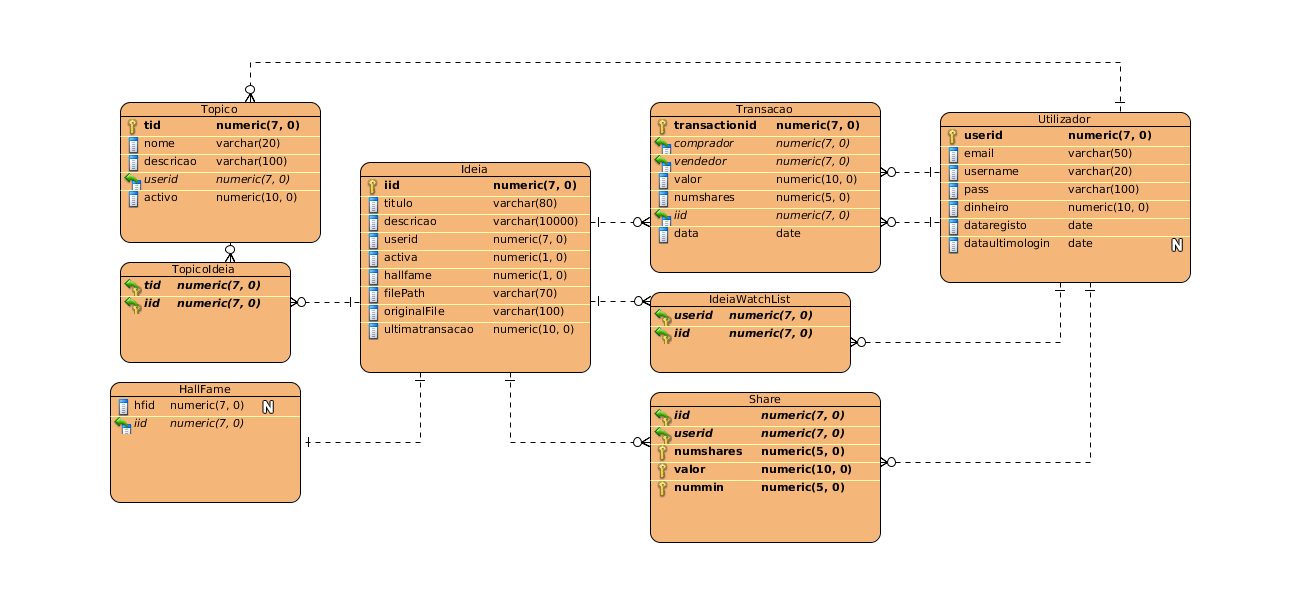 Topico
tid numeric(7, 0)
nome varchar(20)
descricao varchar(100)
userid numeric(7, 0)
activo numeric(10, 0)
TopicoIdeia
tid numeric(7, 0)
iid numeric(7, 0)
HallFame
hfid numeric(7, 0) N
iid numeric(7, 0)
Ideia
iid numeric(7, 0)
titulo varchar(80)
descricao varchar(10000)
userid numeric(7, 0)
activa numeric(1, 0)
hallfame numeric(1, 0)
filePath varchar(70)
originalFile varchar(100)
ultimatransacao numeric(10, 0)
Transacao
transactionid numeric(7, 0)
comprador numeric(7, 0)
vendedor numeric(7, 0)
valor numeric(10, 0)
numshares numeric(5, 0)
iid numeric(7, 0)
data date
IdeiaWatchList
userid numeric(7, 0)
iid numeric(7, 0)
Share
iid numeric(7, 0)
userid numeric(7, 0)
numshares numeric(5, 0)
valor numeric(10, 0)
nummin numeric(5, 0)
Utilizador
userid numeric(7, 0)
email varchar(50)
username varchar(20)
pass varchar(100)
dinheiro numeric(10, 0)
dataregisto date
dataultimologin date N